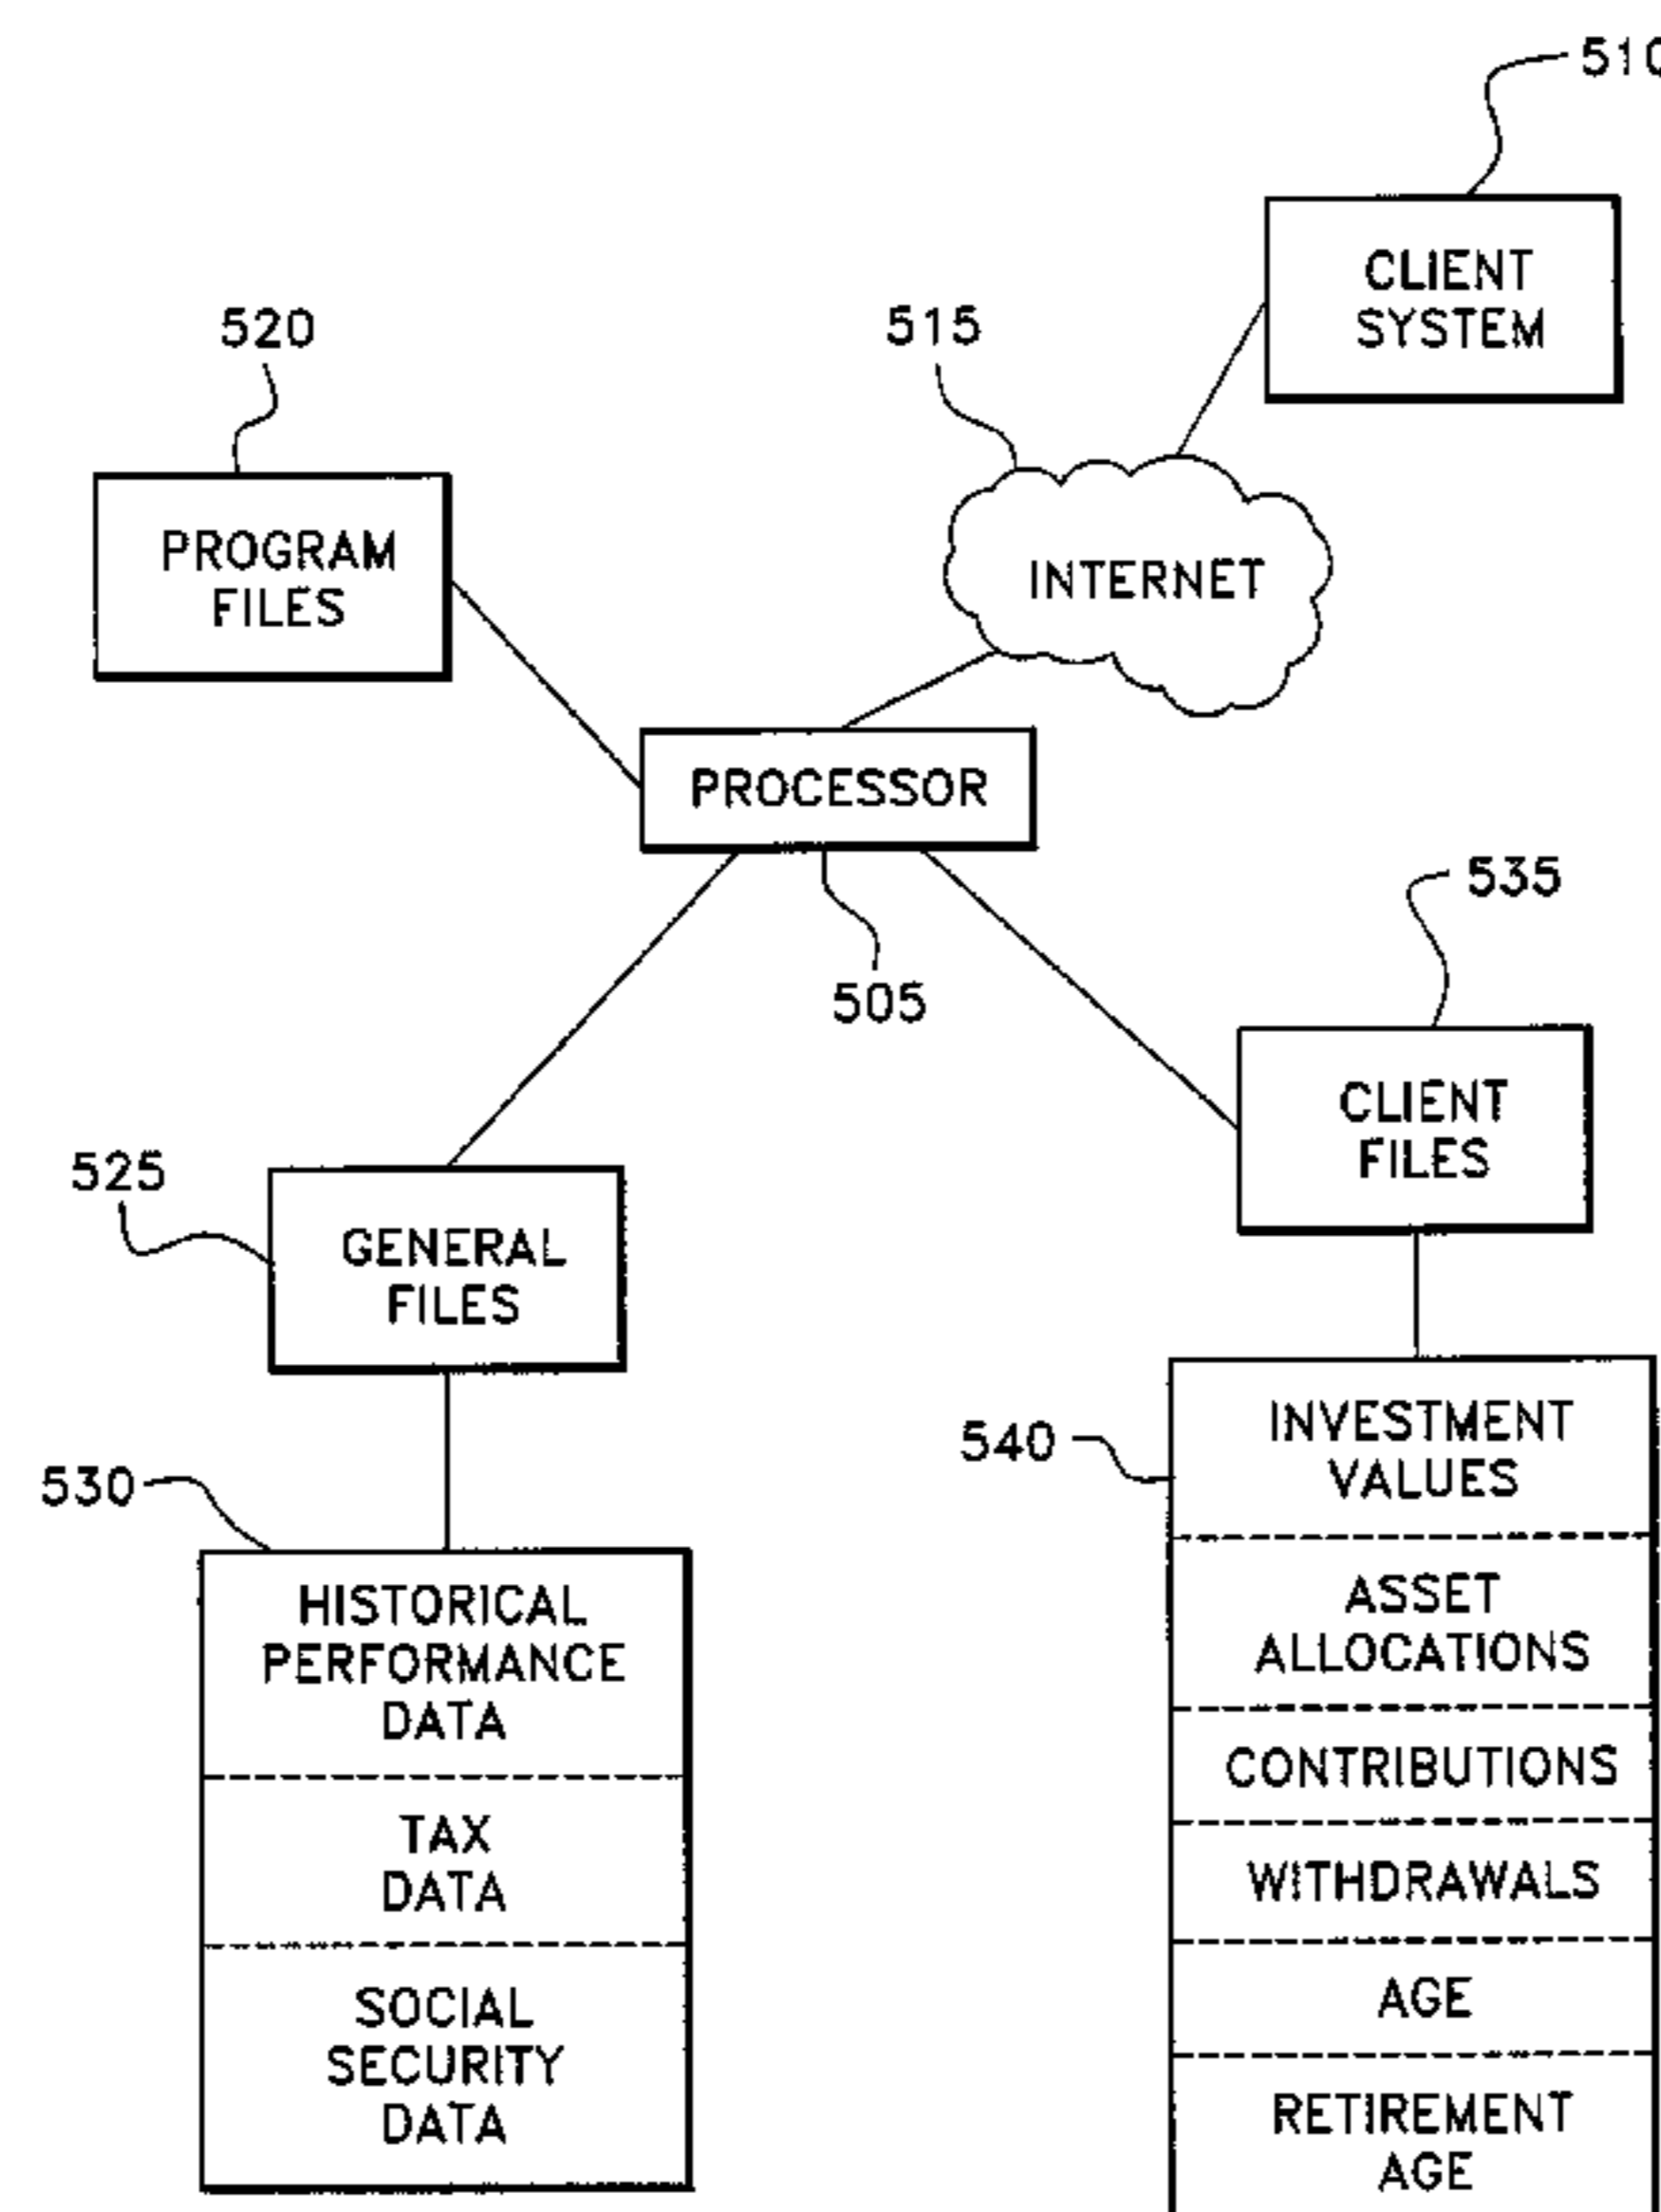 510
CLIENT
SYSTEM
520
515
PROGRAM
FILES
INTERNET
PROCESSOR
535
505
CLIENT
FILES
525
GENERAL
FILES
540
INVESTMENT
VALUES
530
HISTORICAL
PERFORMANCE
DATA
ASSET
ALLOCATIONS
CONTRIBUTIONS
TAX
DATA
WITHDRAWALS
SOCIAL
SECURITY
DATA
AGE
RETIREMENT
AGE